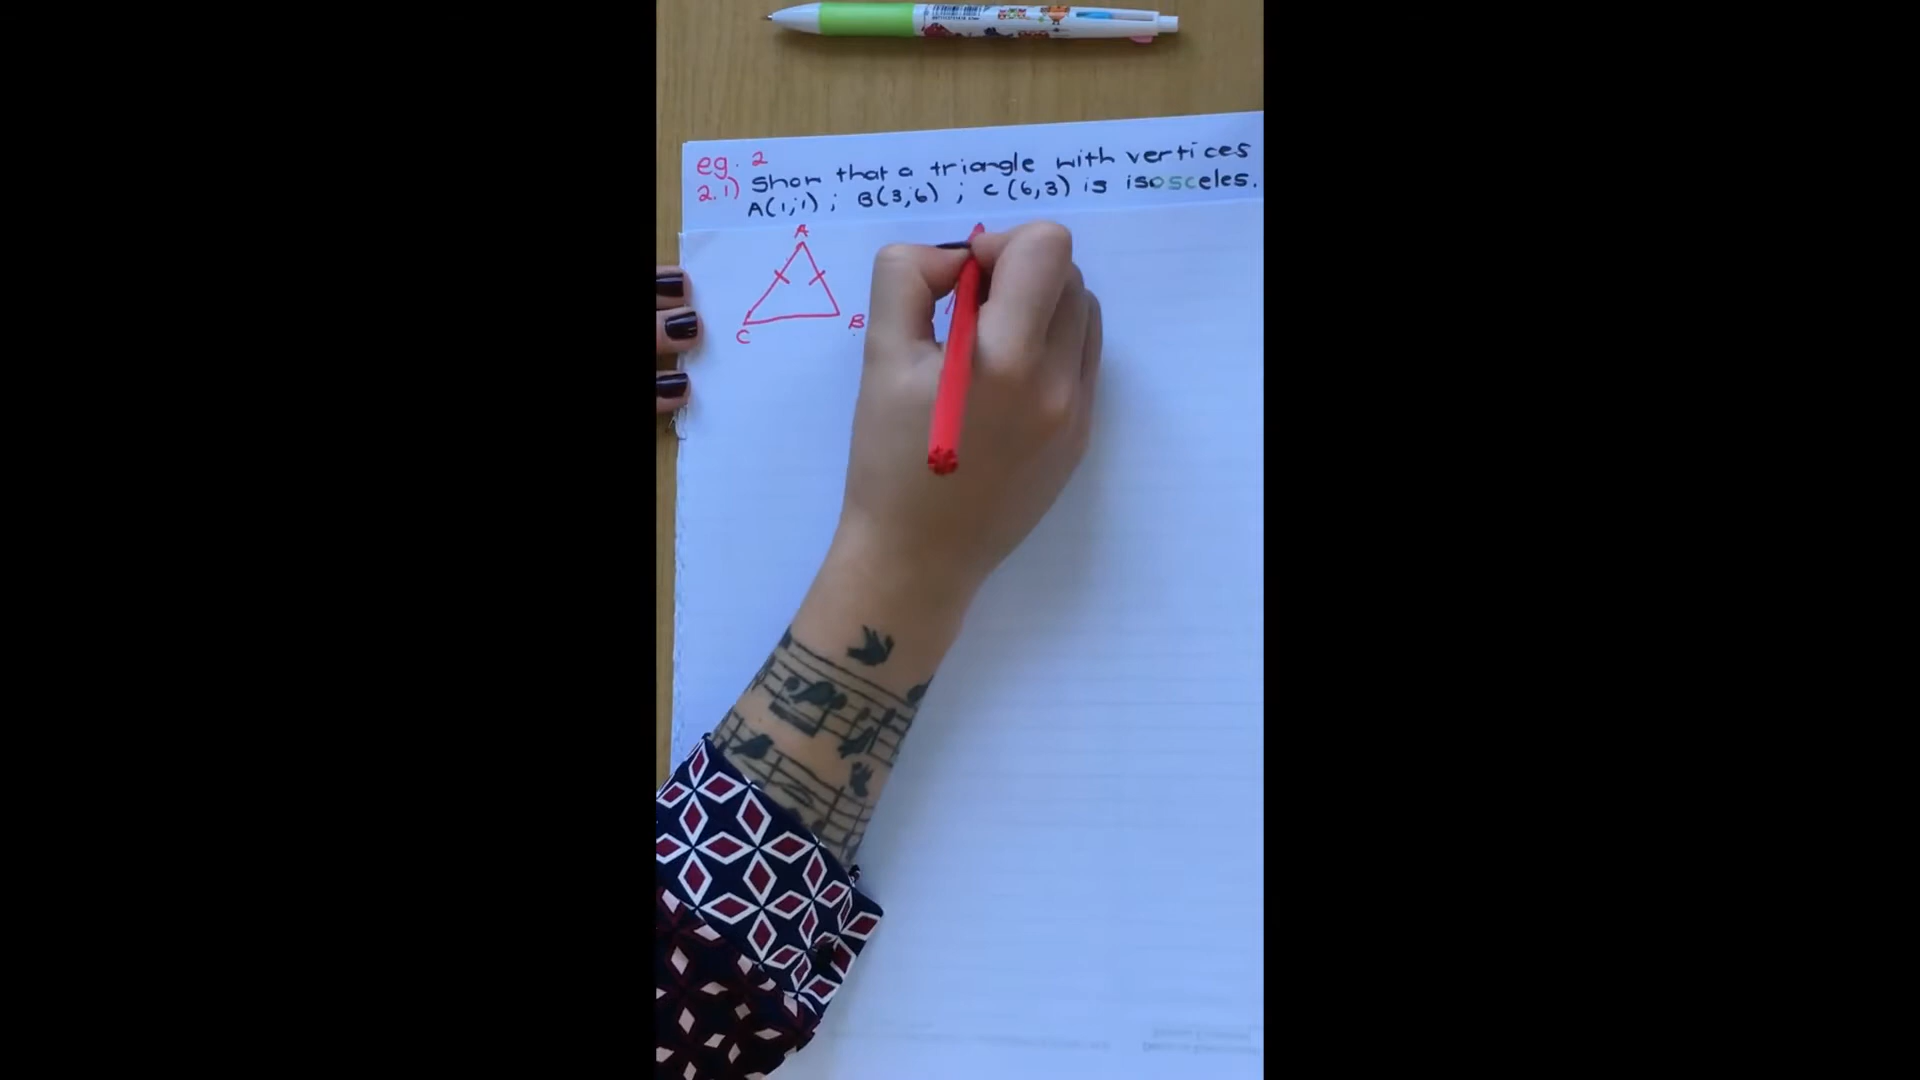 eg. 2
2.1) Show that a triangle with vertices
A(1;1) ; B(3;6) ; C(6,3) is isosceles.
A
B
C